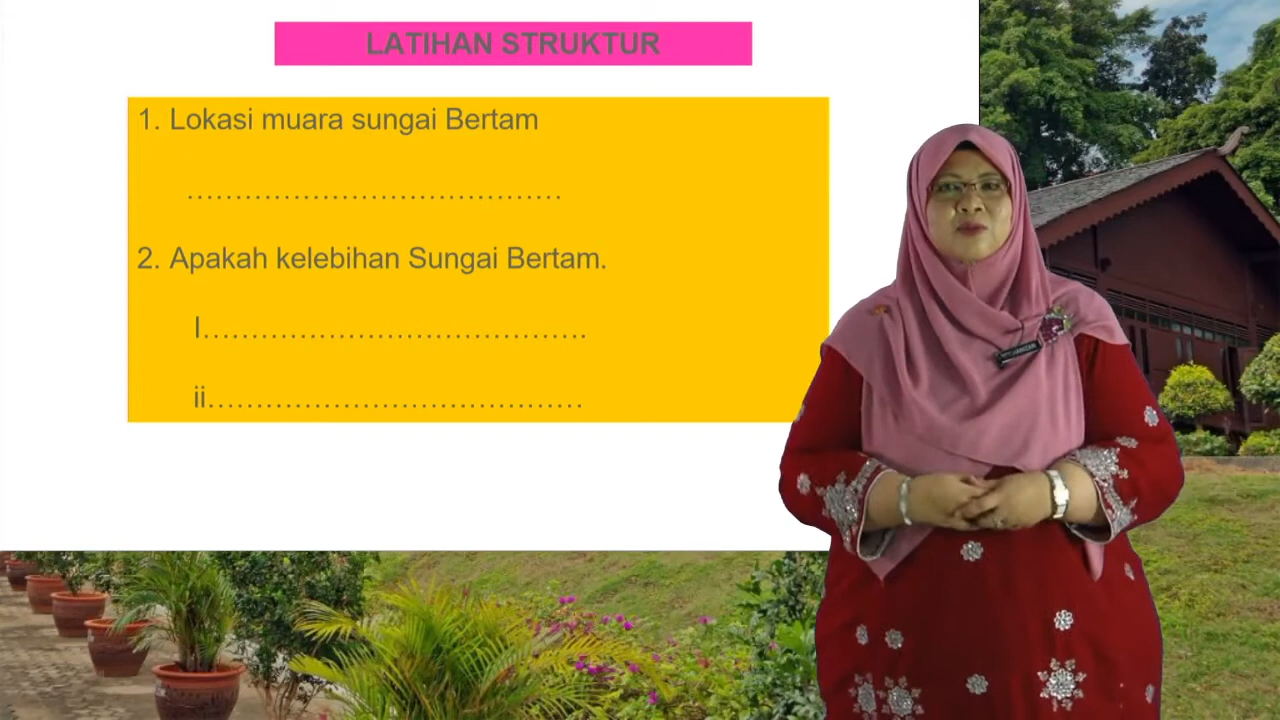 LATIHAN STRUKTUR
1. Lokasi muara sungai Bertam
.......................................
2. Apakah kelebihan Sungai Bertam.
I........................................
ii.......................................